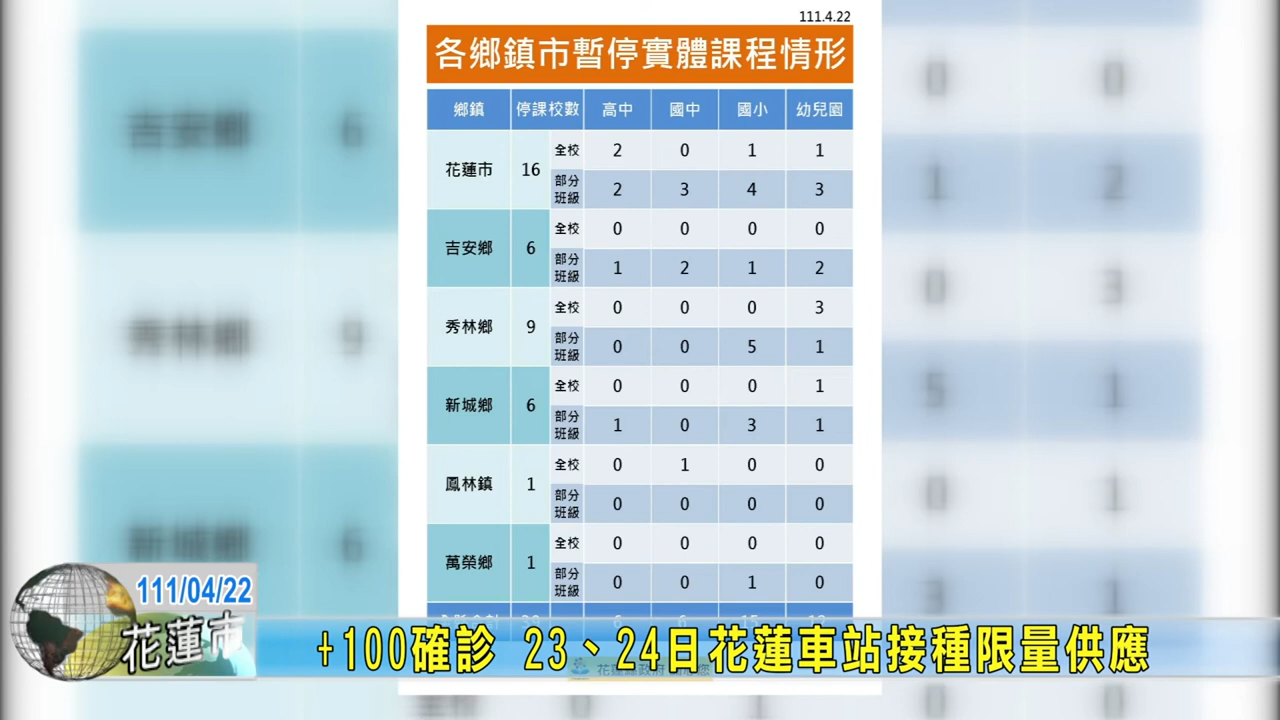 111.4.22
各鄉鎮市暫停實體課程情形
鄉鎮 停課校數 高中 國中 國小 幼兒園
花蓮市 16 全校 2 0 1 1
部分班級 2 3 4 3
吉安鄉 6 全校 0 0 0 0
部分班級 1 2 1 2
秀林鄉 9 全校 0 0 0 3
部分班級 0 0 5 1
新城鄉 6 全校 0 0 0 1
部分班級 1 0 3 1
鳳林鎮 1 全校 0 1 0 0
部分班級 0 0 0 0
萬榮鄉 1 全校 0 0 0 0
部分班級 0 0 1 0
111/04/22
花蓮市
+100確診 23、24日花蓮車站接種限量供應